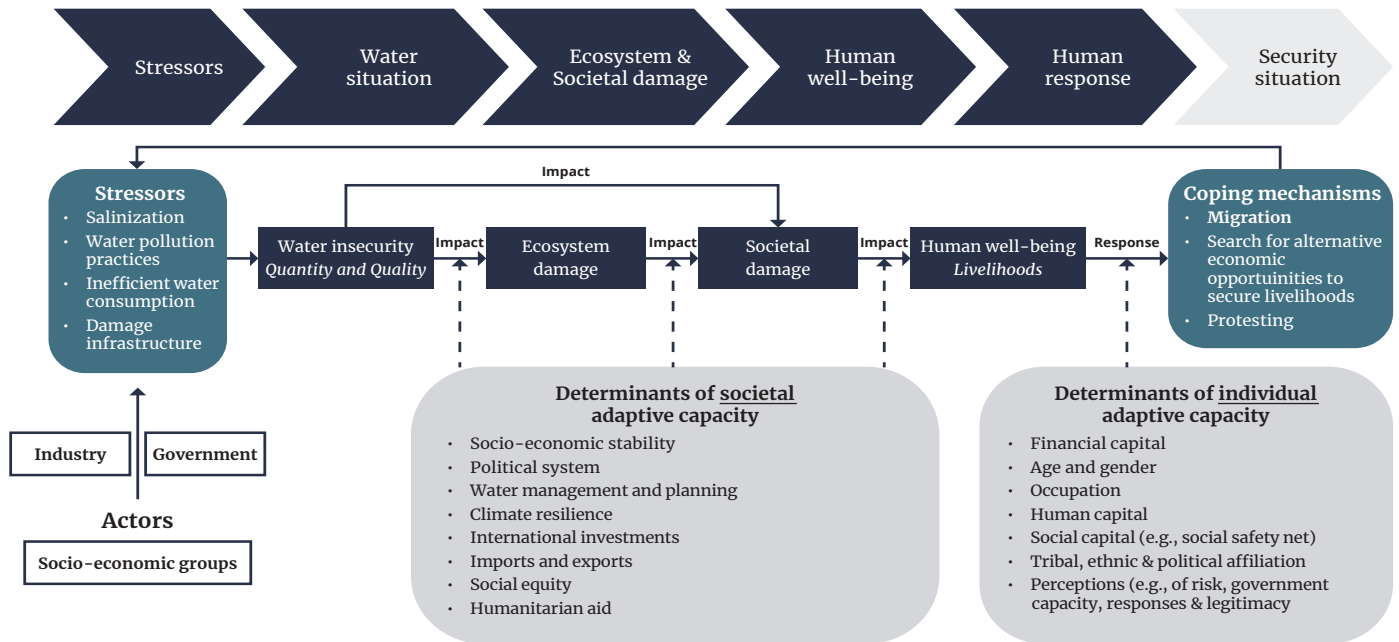 Stressors
Water
situation
Ecosystem &
Societal damage
Human
well-being
Human
response
Security
situation
Impact
Stressors
• Salinization
• Water pollution
practices
• Inefficient water
consumption
• Damage
infrastructure
Water insecurity
Quantity and Quality
Impact
Ecosystem
damage
Impact
Societal
damage
Impact
Human well-being
Livelihoods
Response
Coping mechanisms
• Migration
• Search for alternative
economic
opportunities to
secure livelihoods
• Protesting
Industry
Government
Actors
Socio-economic groups
Determinants of societal
adaptive capacity
• Socio-economic stability
• Political system
• Water management and planning
• Climate resilience
• International investments
• Imports and exports
• Social equity
• Humanitarian aid
Determinants of individual
adaptive capacity
• Financial capital
• Age and gender
• Occupation
• Human capital
• Social capital (e.g., social safety net)
• Tribal, ethnic & political affiliation
• Perceptions (e.g., of risk, government
capacity, responses & legitimacy